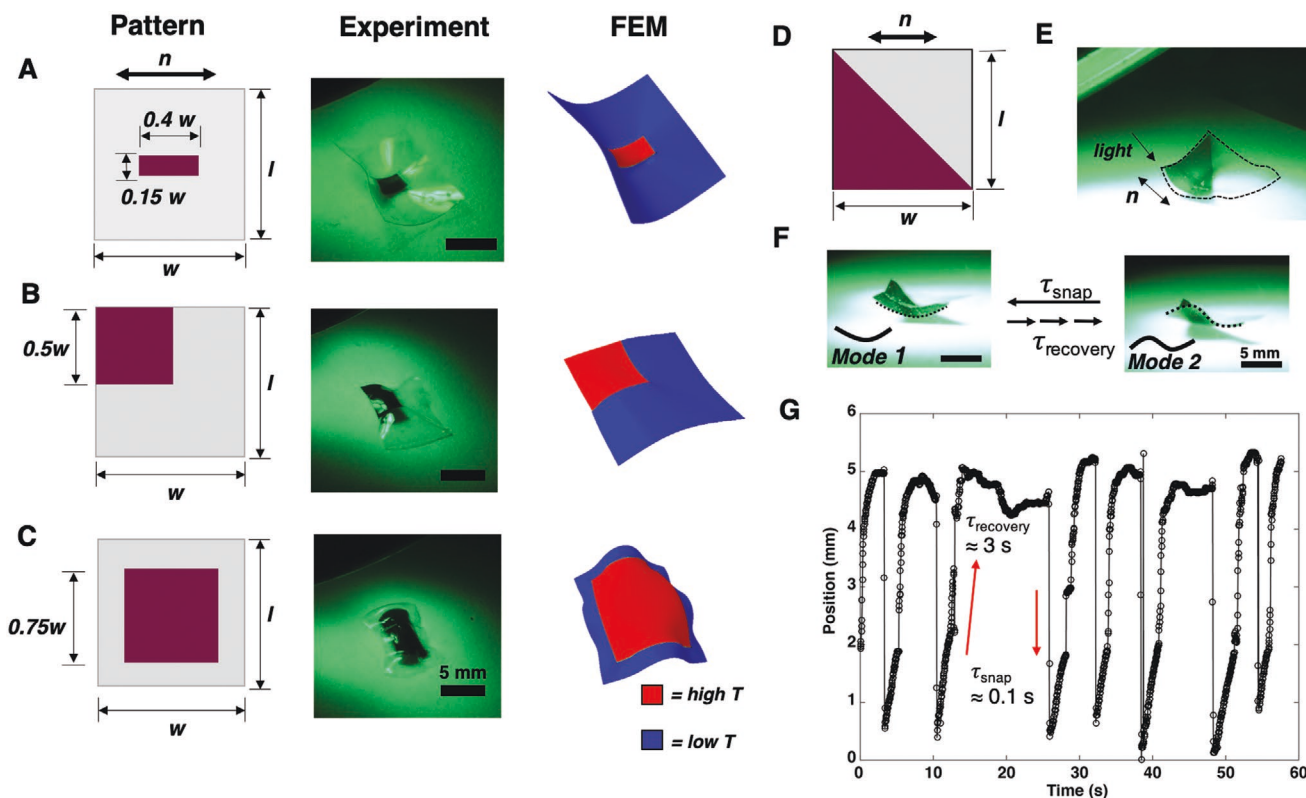 Pattern
Experiment
FEM
A
n
0.4 w
0.15 w
l
w
B
0.5w
l
w
C
0.75w
l
w
5 mm
= high T
= low T
D
n
l
w
E
light
n
F
Mode 1
τsnap
τrecovery
Mode 2
5 mm
G
Position (mm)
6
5
4
3
2
1
0
τrecovery
≈ 3 s
τsnap
≈ 0.1 s
0 10 20 30 40 50 60
Time (s)